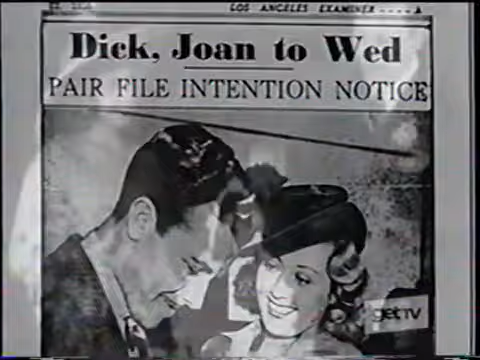 LOS ANGELES EXAMINER
Dick, Joan to Wed
PAIR FILE INTENTION NOTICE
getTV